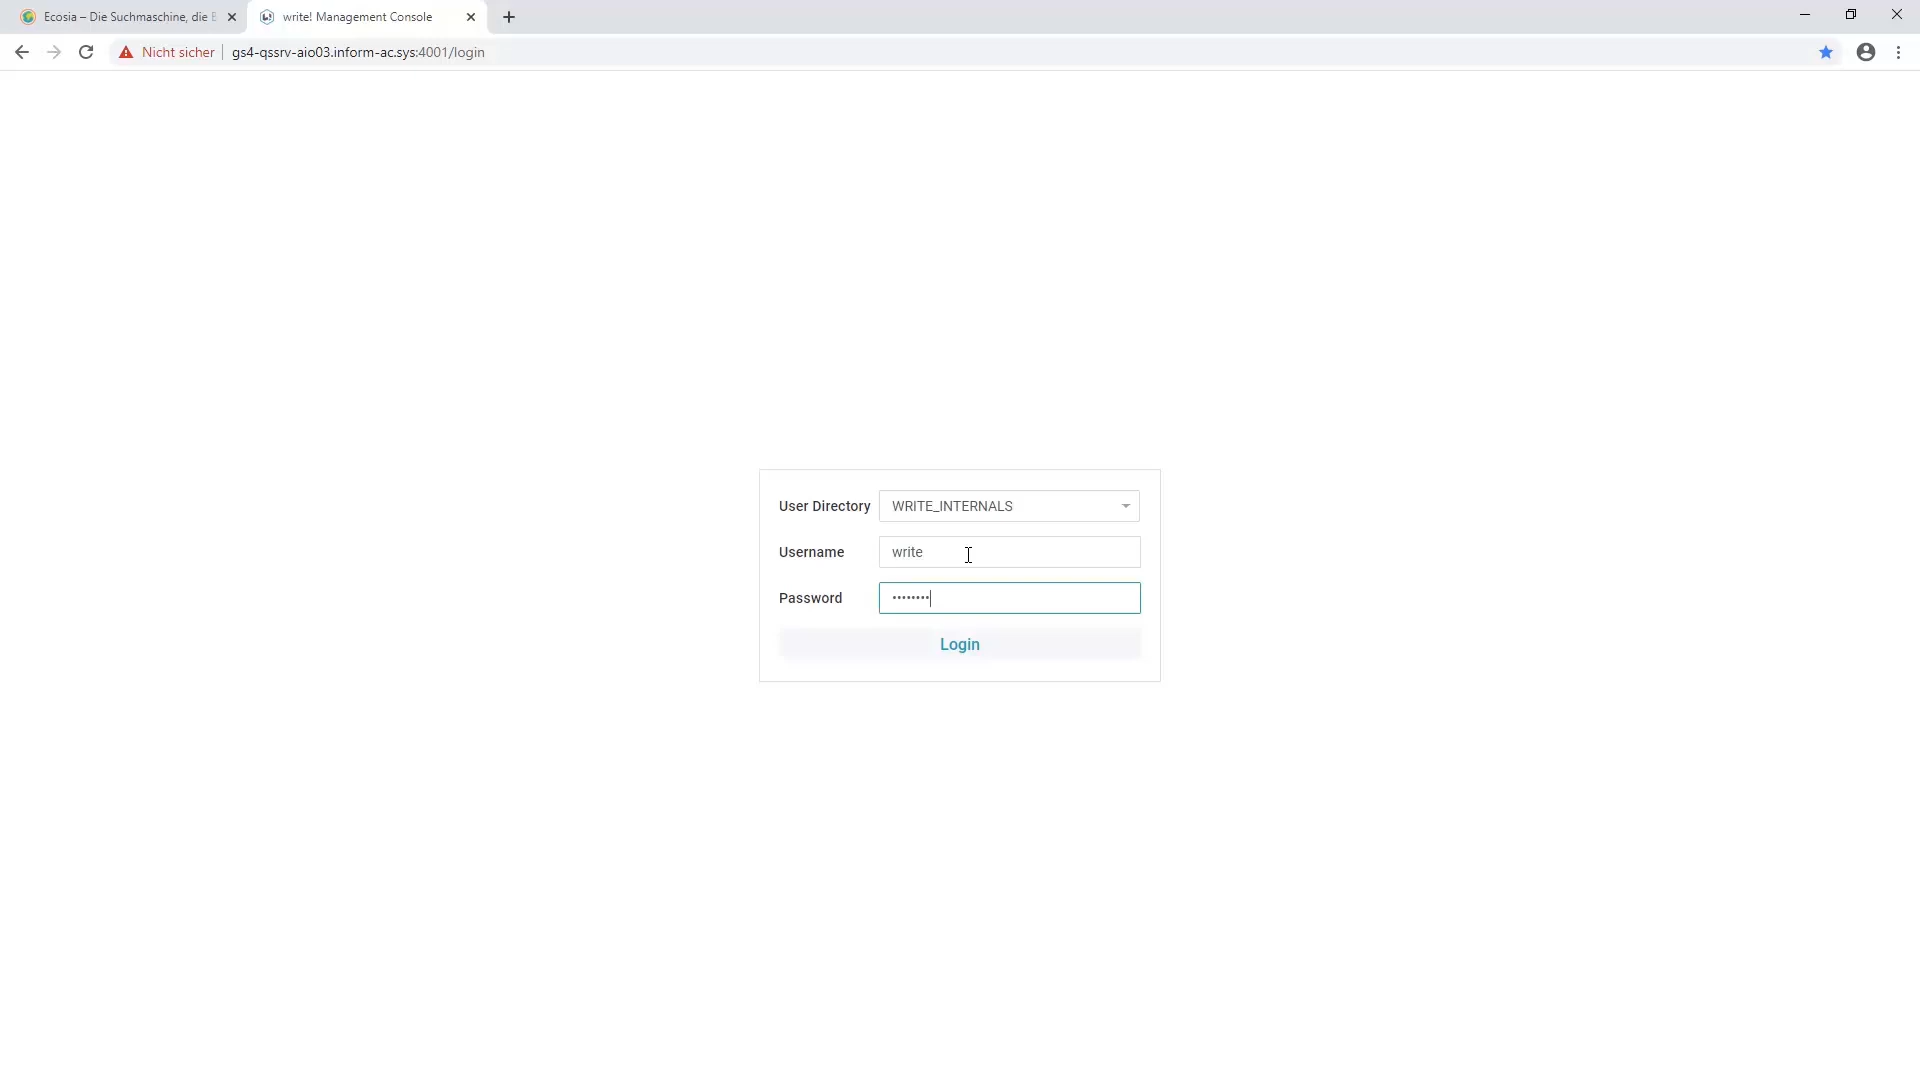 Ecosia – Die Suchmaschine, die B
write! Management Console
Nicht sicher
gs4-qssrv-aio03.inform-ac.sys:4001/login
User Directory
WRITE_INTERNALS
Username
write
Password
••••••••
Login